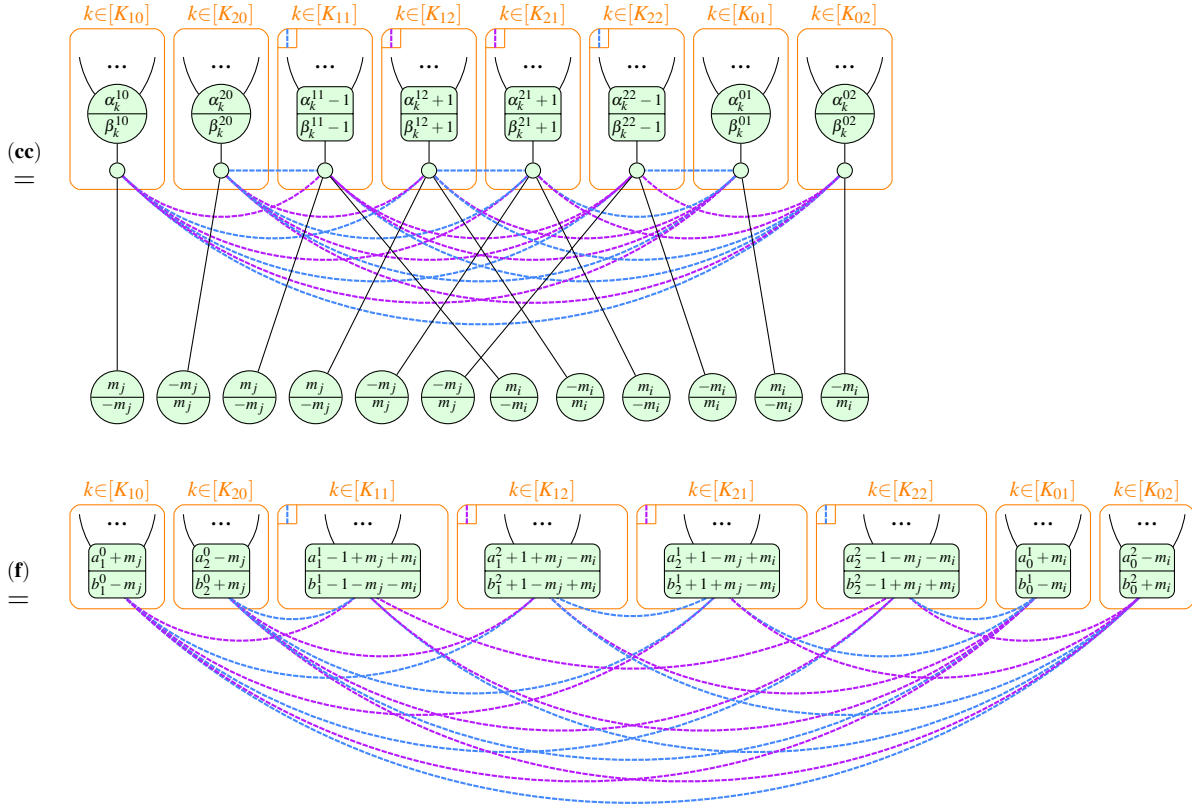 k∈[K₁₀] k∈[K₂₀] k∈[K₁₁] k∈[K₁₂] k∈[K₂₁] k∈[K₂₂] k∈[K₀₁] k∈[K₀₂]
... ... ... ... ... ... ... ...
α_k^{10} α_k^{20} α_k^{11} − 1 α_k^{12} + 1 α_k^{21} + 1 α_k^{22} − 1 α_k^{01} α_k^{02}
β_k^{10} β_k^{20} β_k^{11} − 1 β_k^{12} + 1 β_k^{21} + 1 β_k^{22} − 1 β_k^{01} β_k^{02}
(cc)
=
m_j −m_j m_j m_j −m_j −m_j m_i −m_i m_i −m_i m_i −m_i
−m_j m_j −m_j −m_j m_j m_j −m_i m_i −m_i m_i −m_i m_i
k∈[K₁₀] k∈[K₂₀] k∈[K₁₁] k∈[K₁₂] k∈[K₂₁] k∈[K₂₂] k∈[K₀₁] k∈[K₀₂]
... ... ... ... ... ... ... ...
a_1^0 + m_j a_2^0 − m_j a_1^1 − 1 + m_j + m_i a_1^2 + 1 + m_j − m_i a_2^1 + 1 − m_j + m_i a_2^2 − 1 − m_j − m_i a_0^1 + m_i a_0^2 − m_i
b_1^0 − m_j b_2^0 + m_j b_1^1 − 1 − m_j − m_i b_1^2 + 1 − m_j + m_i b_2^1 + 1 + m_j − m_i b_2^2 − 1 + m_j + m_i b_0^1 − m_i b_0^2 + m_i
(f)
=